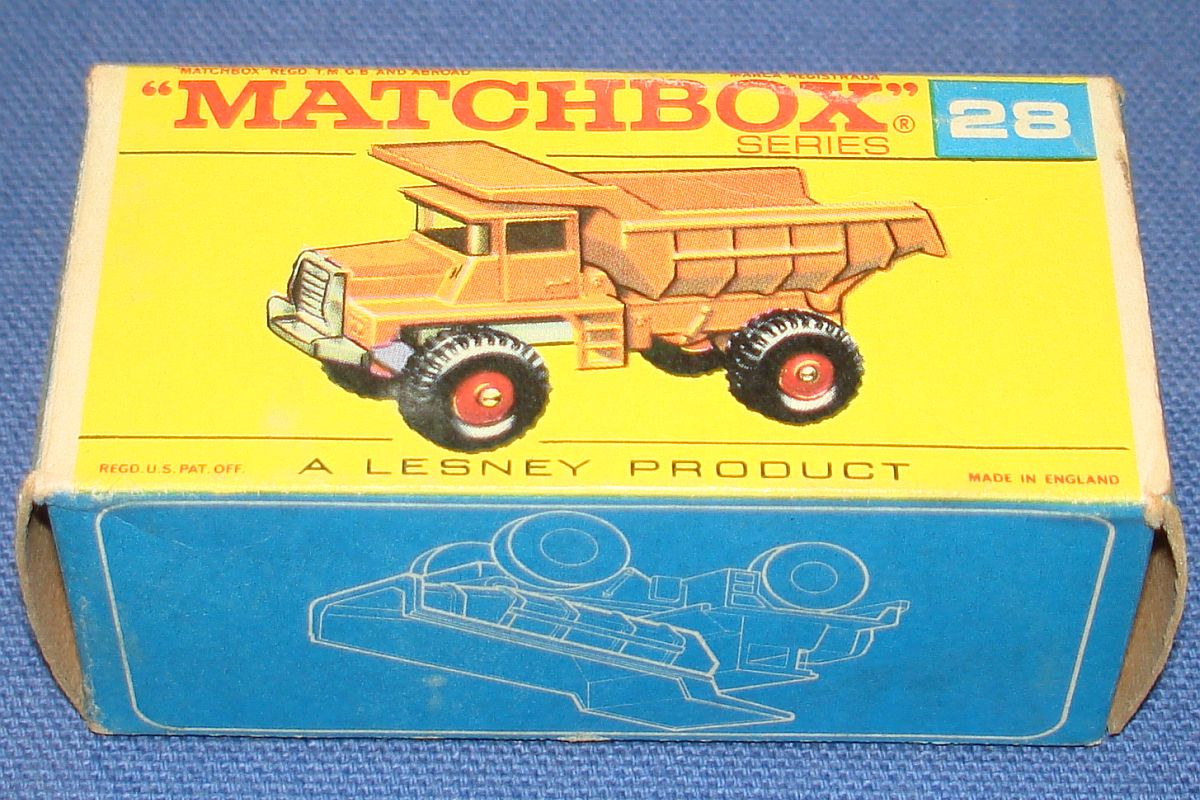 "MATCHBOX" REGD. T.M. G.B. AND ABROAD MARCA REGISTRADA
"MATCHBOX"®
SERIES
28
REGD. U.S. PAT. OFF. A LESNEY PRODUCT MADE IN ENGLAND